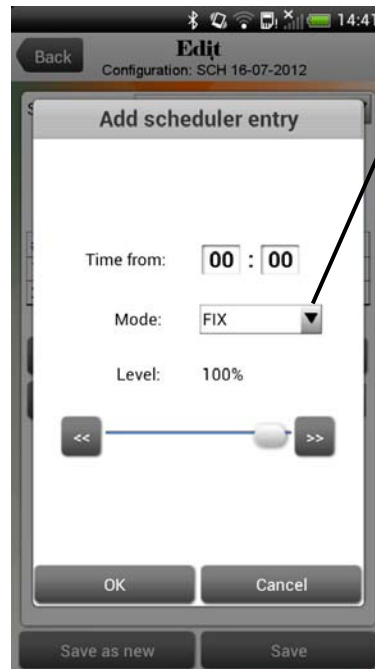 14:41
Back
Edit
Configuration: SCH 16-07-2012
Add scheduler entry
Time from: 00 : 00
Mode: FIX
Level: 100%
<< >>
OK Cancel
Save as new Save